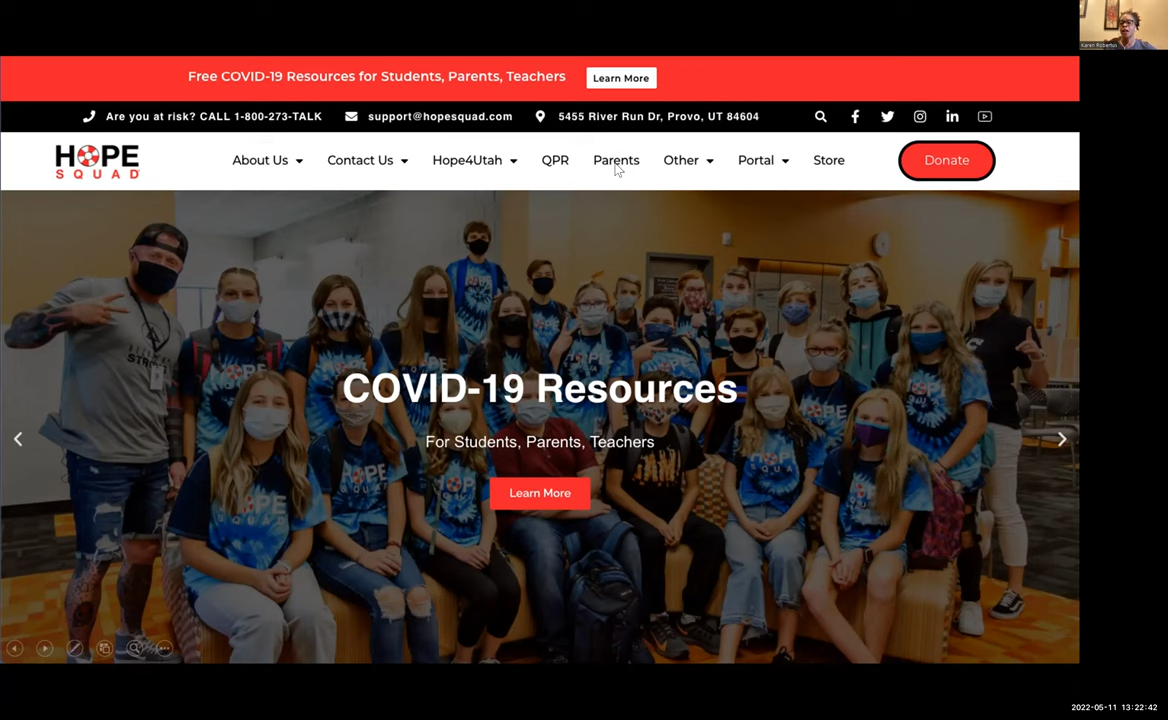 Karen Robertus
Free COVID-19 Resources for Students, Parents, Teachers
Learn More
Are you at risk? CALL 1-800-273-TALK
support@hopesquad.com
5455 River Run Dr, Provo, UT 84604
HOPE
SQUAD
About Us
Contact Us
Hope4Utah
QPR
Parents
Other
Portal
Store
Donate
COVID-19 Resources
For Students, Parents, Teachers
Learn More
2022-05-11 13:22:42